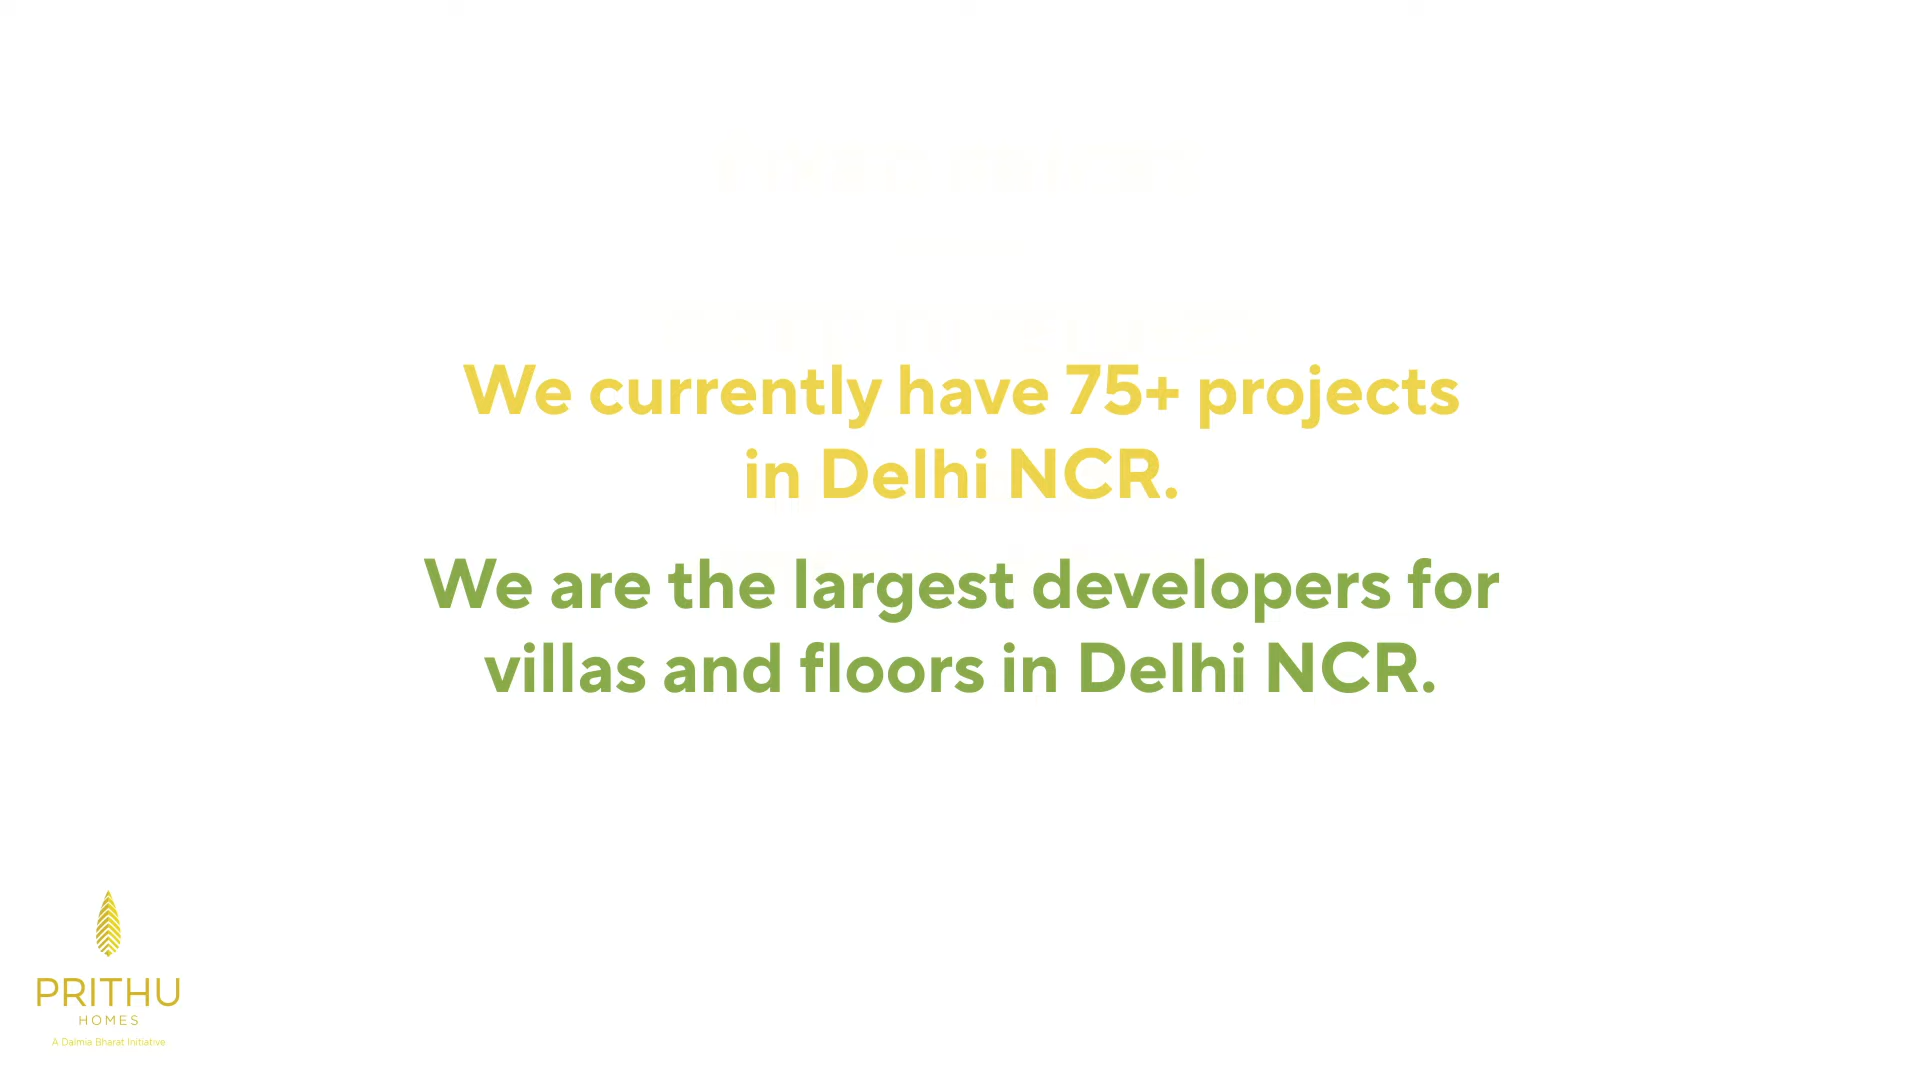 We currently have 75+ projects
in Delhi NCR.
We are the largest developers for
villas and floors in Delhi NCR.
PRITHU
HOMES
A Dalmia Bharat Initiative